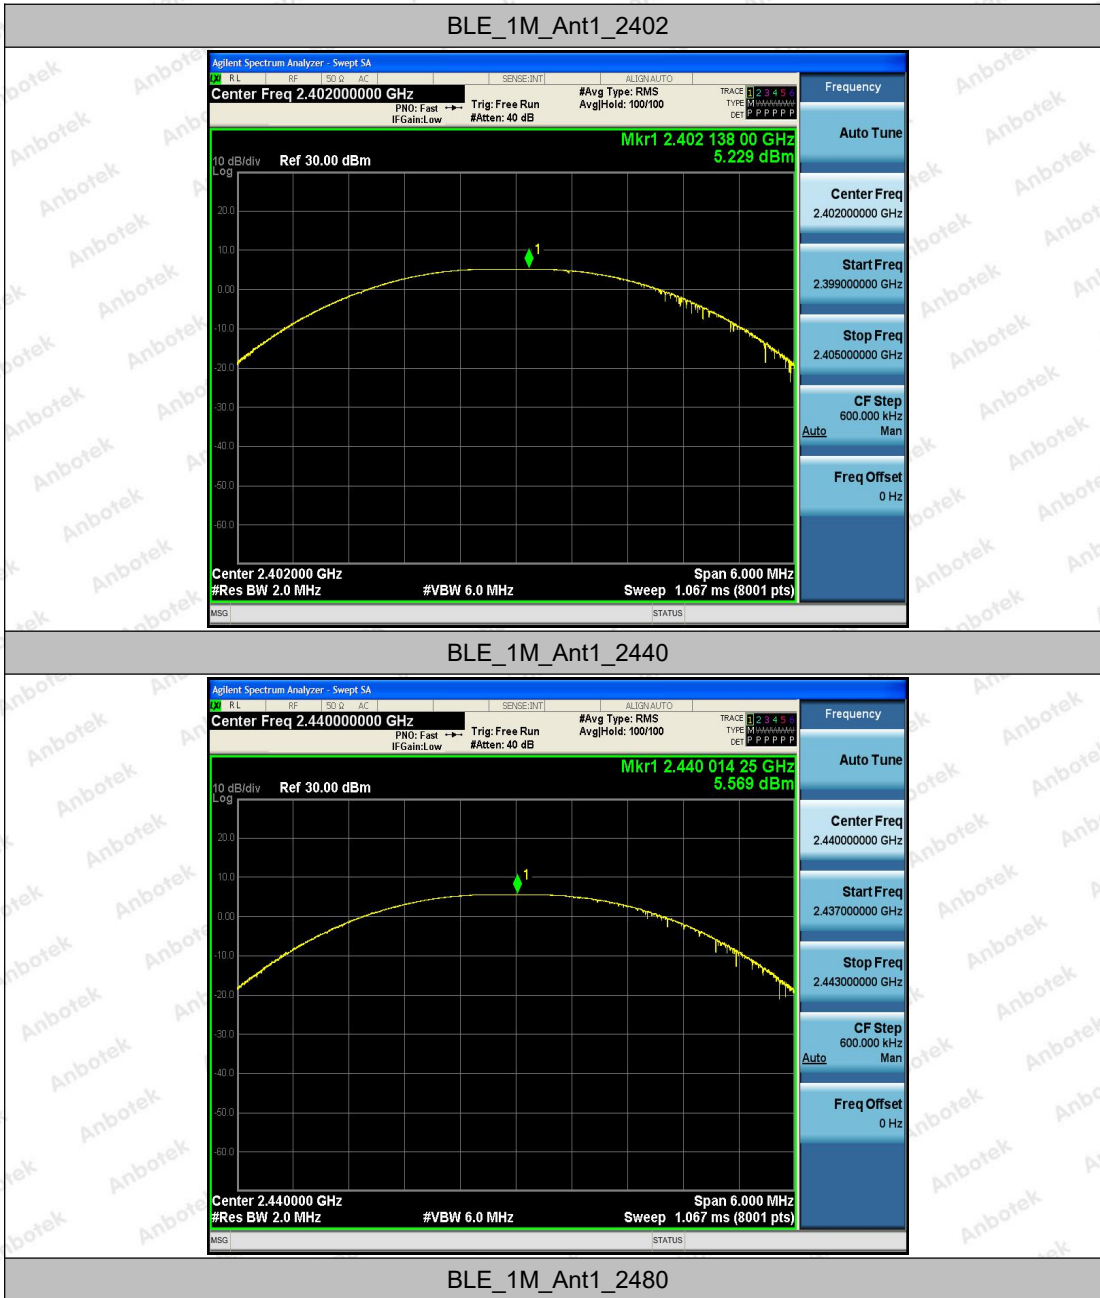 BLE_1M_Ant1_2402
Agilent Spectrum Analyzer - Swept SA
LXI RL RF 50 Ω AC SENSE:INT ALIGNAUTO
Center Freq 2.402000000 GHz
PNO: Fast
IFGain:Low
Trig: Free Run
#Atten: 40 dB
#Avg Type: RMS
Avg|Hold: 100/100
TRACE 1 2 3 4 5 6
TYPE M
DET P P P P P P
Mkr1 2.402 138 00 GHz
5.229 dBm
10 dB/div Ref 30.00 dBm
Log
20.0
10.0
0.00
-10.0
-20.0
-30.0
-40.0
-50.0
-60.0
1
Center 2.402000 GHz
Span 6.000 MHz
#Res BW 2.0 MHz
#VBW 6.0 MHz
Sweep 1.067 ms (8001 pts)
MSG
STATUS
Frequency
Auto Tune
Center Freq
2.402000000 GHz
Start Freq
2.399000000 GHz
Stop Freq
2.405000000 GHz
CF Step
600.000 kHz
Auto Man
Freq Offset
0 Hz
BLE_1M_Ant1_2440
Agilent Spectrum Analyzer - Swept SA
LXI RL RF 50 Ω AC SENSE:INT ALIGNAUTO
Center Freq 2.440000000 GHz
PNO: Fast
IFGain:Low
Trig: Free Run
#Atten: 40 dB
#Avg Type: RMS
Avg|Hold: 100/100
TRACE 1 2 3 4 5 6
TYPE M
DET P P P P P P
Mkr1 2.440 014 25 GHz
5.569 dBm
10 dB/div Ref 30.00 dBm
Log
20.0
10.0
0.00
-10.0
-20.0
-30.0
-40.0
-50.0
-60.0
1
Center 2.440000 GHz
Span 6.000 MHz
#Res BW 2.0 MHz
#VBW 6.0 MHz
Sweep 1.067 ms (8001 pts)
MSG
STATUS
Frequency
Auto Tune
Center Freq
2.440000000 GHz
Start Freq
2.437000000 GHz
Stop Freq
2.443000000 GHz
CF Step
600.000 kHz
Auto Man
Freq Offset
0 Hz
BLE_1M_Ant1_2480
Anbotek